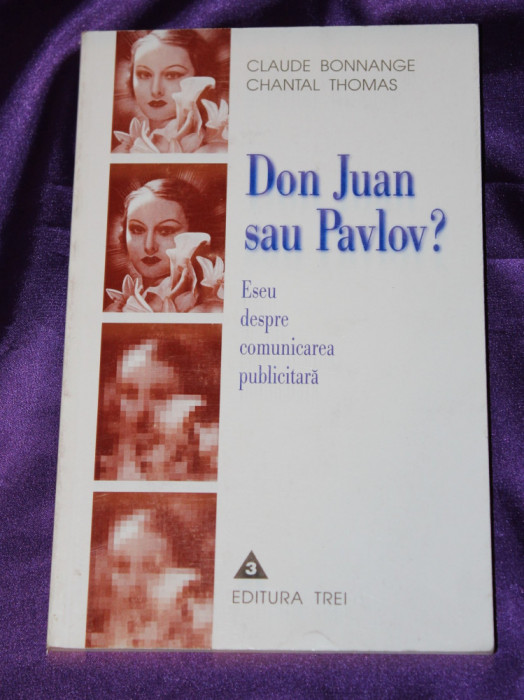 CLAUDE BONNANGE
CHANTAL THOMAS
Don Juan
sau Pavlov?
Eseu
despre
comunicarea
publicitară
3
EDITURA TREI